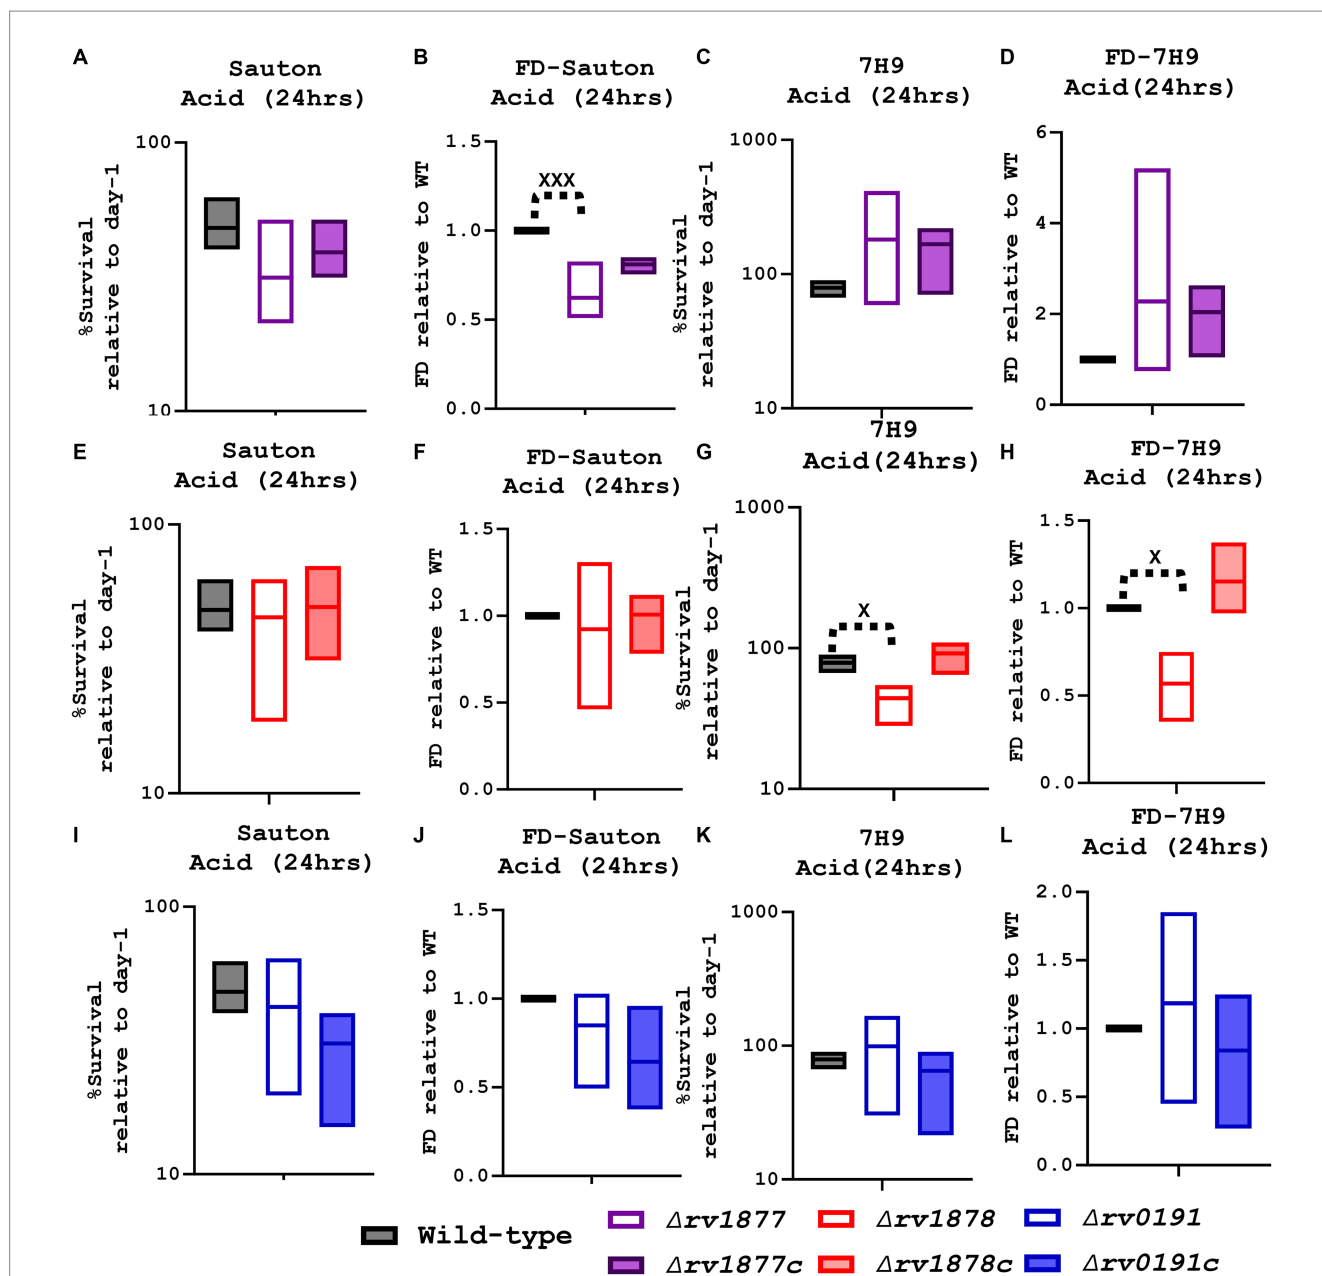 A
Sauton
Acid (24hrs)
%Survival
relative to day-1
100
10
B
FD-Sauton
Acid (24hrs)
FD relative to WT
1.5
1.0
0.5
0.0
XXX
C
7H9
Acid (24hrs)
%Survival
relative to day-1
1000
100
10
D
FD-7H9
Acid(24hrs)
FD relative to WT
6
4
2
0
E
Sauton
Acid (24hrs)
%Survival
relative to day-1
100
10
F
FD-Sauton
Acid (24hrs)
FD relative to WT
1.5
1.0
0.5
0.0
G
7H9
Acid(24hrs)
%Survival
relative to day-1
1000
100
10
X
H
FD-7H9
Acid (24hrs)
FD relative to WT
1.5
1.0
0.5
0.0
X
I
Sauton
Acid (24hrs)
%Survival
relative to day-1
100
10
J
FD-Sauton
Acid (24hrs)
FD relative to WT
1.5
1.0
0.5
0.0
K
7H9
Acid(24hrs)
%Survival
relative to day-1
1000
100
10
L
FD-7H9
Acid (24hrs)
FD relative to WT
2.0
1.5
1.0
0.5
0.0
Wild-type
Δrv1877
Δrv1878
Δrv0191
Δrv1877c
Δrv1878c
Δrv0191c